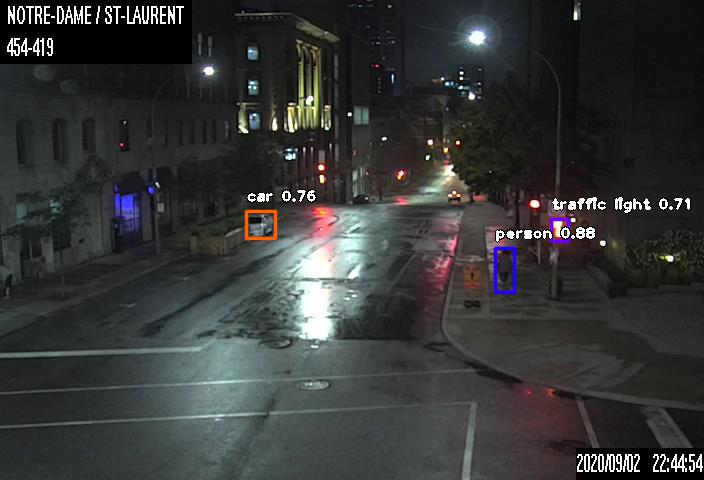 NOTRE-DAME / ST-LAURENT
454-419
car 0.76
traffic light 0.71
person 0.88
2020/09/02 22:44:54